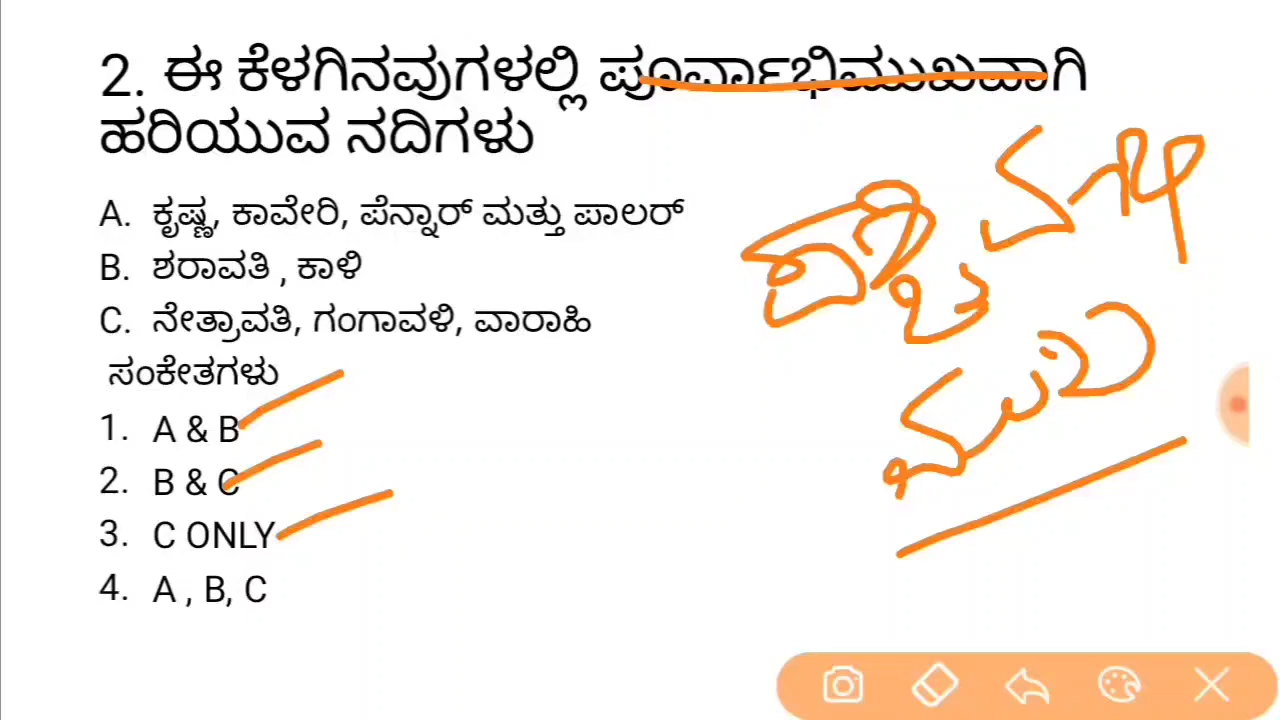 2. ಈ ಕೆಳಗಿನವುಗಳಲ್ಲಿ ಪೂರ್ವಾಭಿಮುಖವಾಗಿ
ಹರಿಯುವ ನದಿಗಳು
A. ಕೃಷ್ಣ, ಕಾವೇರಿ, ಪೆನ್ನಾರ್ ಮತ್ತು ಪಾಲರ್
B. ಶರಾವತಿ , ಕಾಳಿ
C. ನೇತ್ರಾವತಿ, ಗಂಗಾವಳಿ, ವಾರಾಹಿ
ಸಂಕೇತಗಳು
1. A & B
2. B & C
3. C ONLY
4. A , B, C